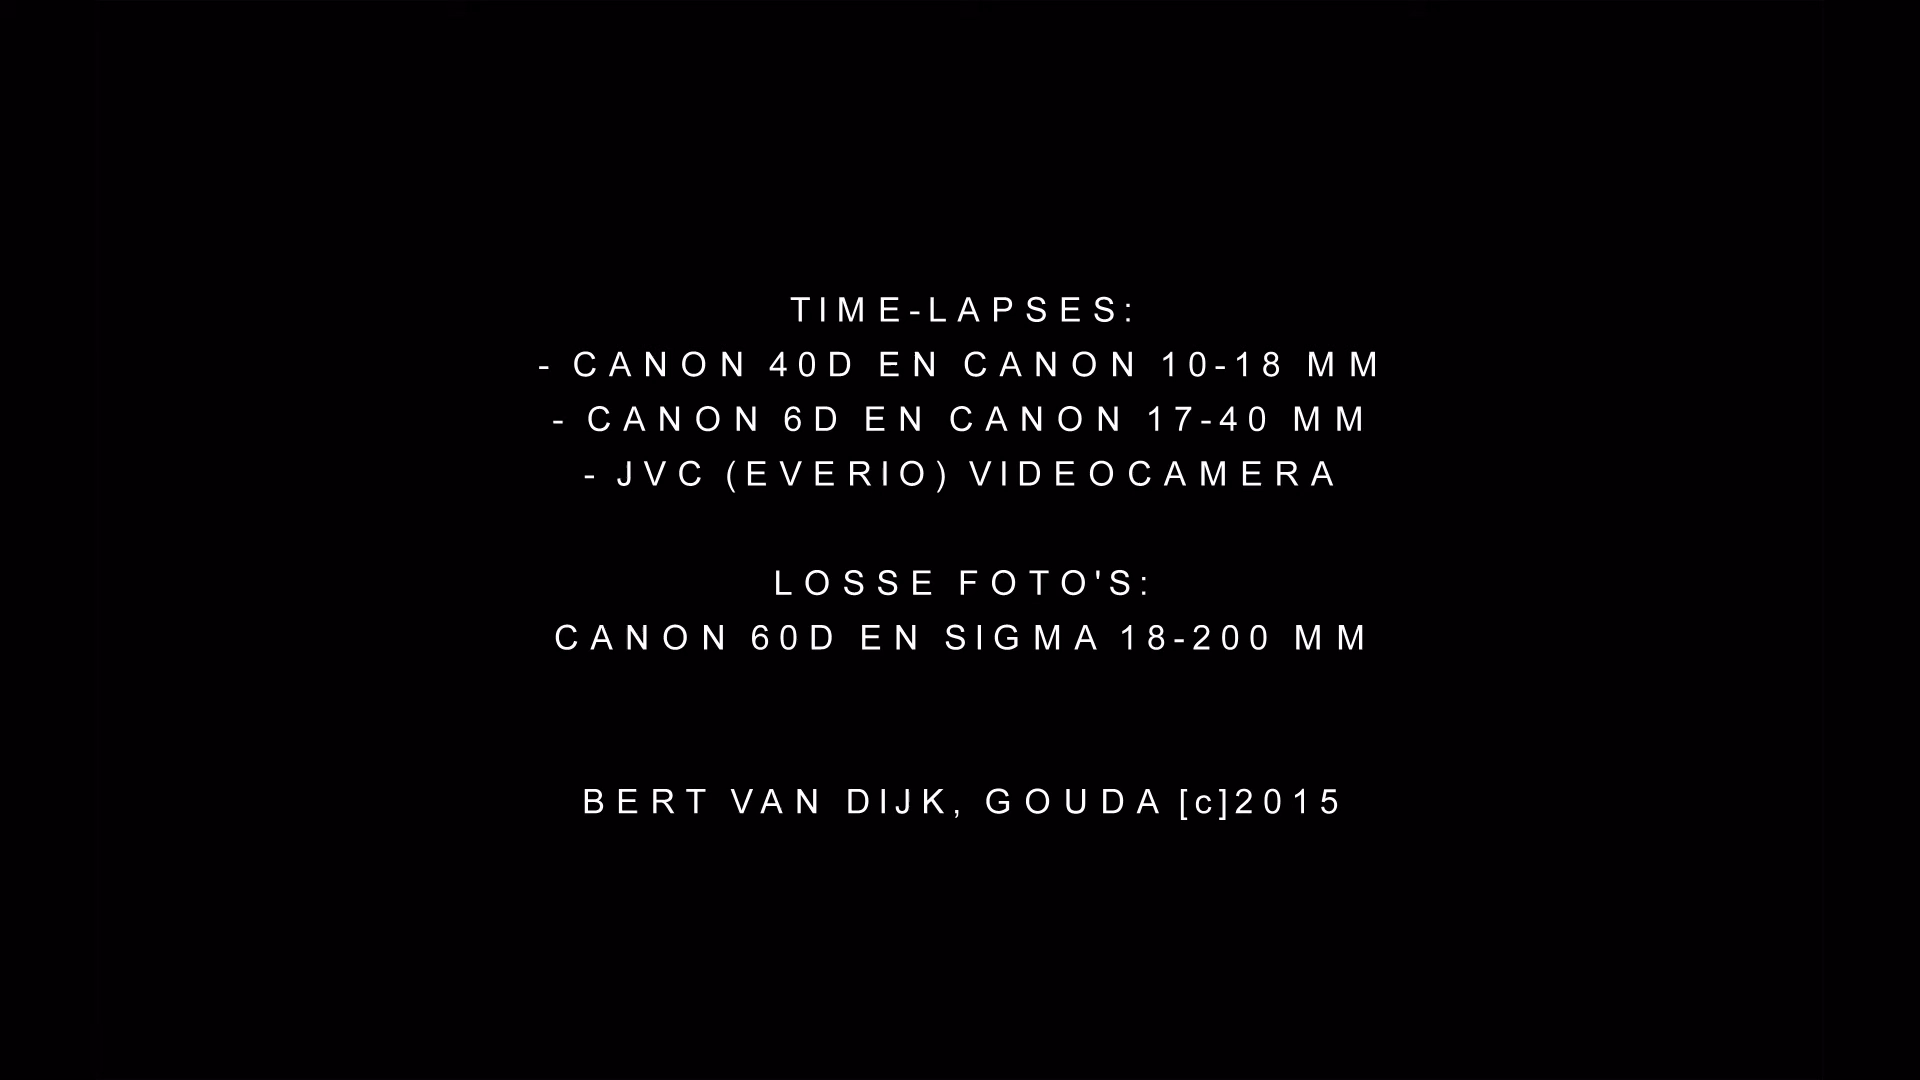 TIME-LAPSES:
- CANON 40D EN CANON 10-18 MM
- CANON 6D EN CANON 17-40 MM
- JVC (EVERIO) VIDEOCAMERA
LOSSE FOTO'S:
CANON 60D EN SIGMA 18-200 MM
BERT VAN DIJK, GOUDA [c]2015